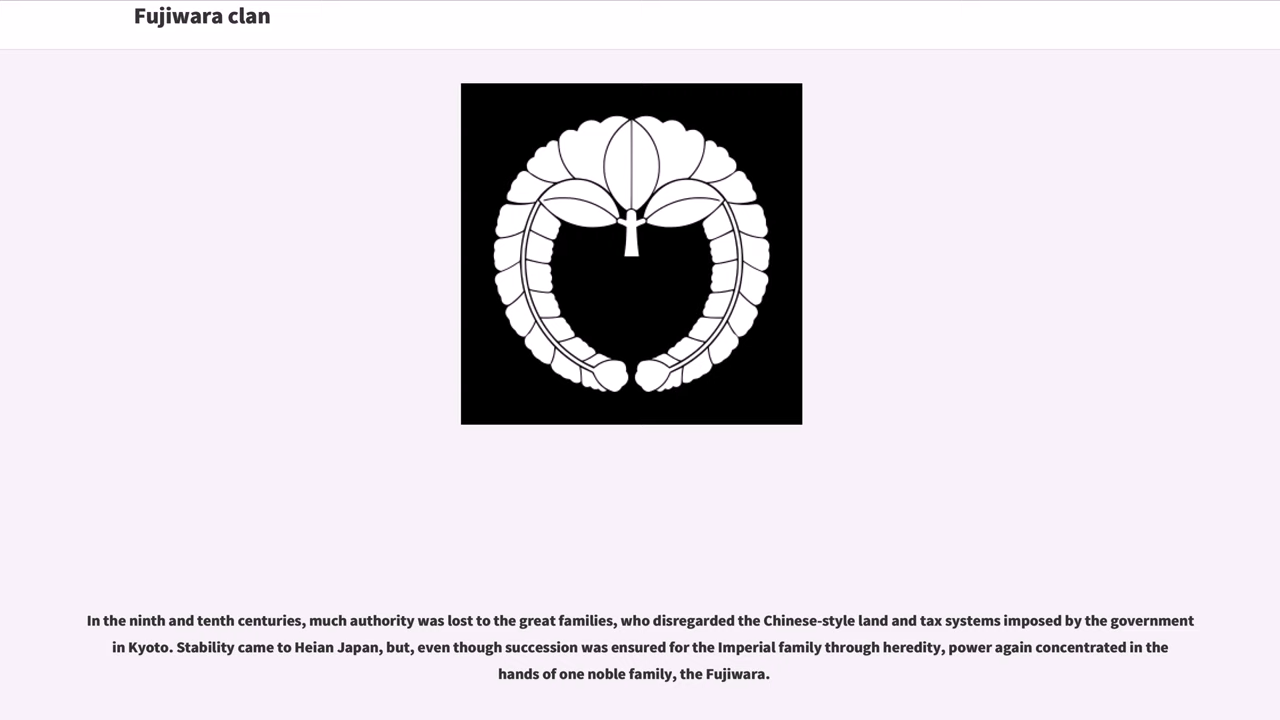 Fujiwara clan
In the ninth and tenth centuries, much authority was lost to the great families, who disregarded the Chinese-style land and tax systems imposed by the government
in Kyoto. Stability came to Heian Japan, but, even though succession was ensured for the Imperial family through heredity, power again concentrated in the
hands of one noble family, the Fujiwara.